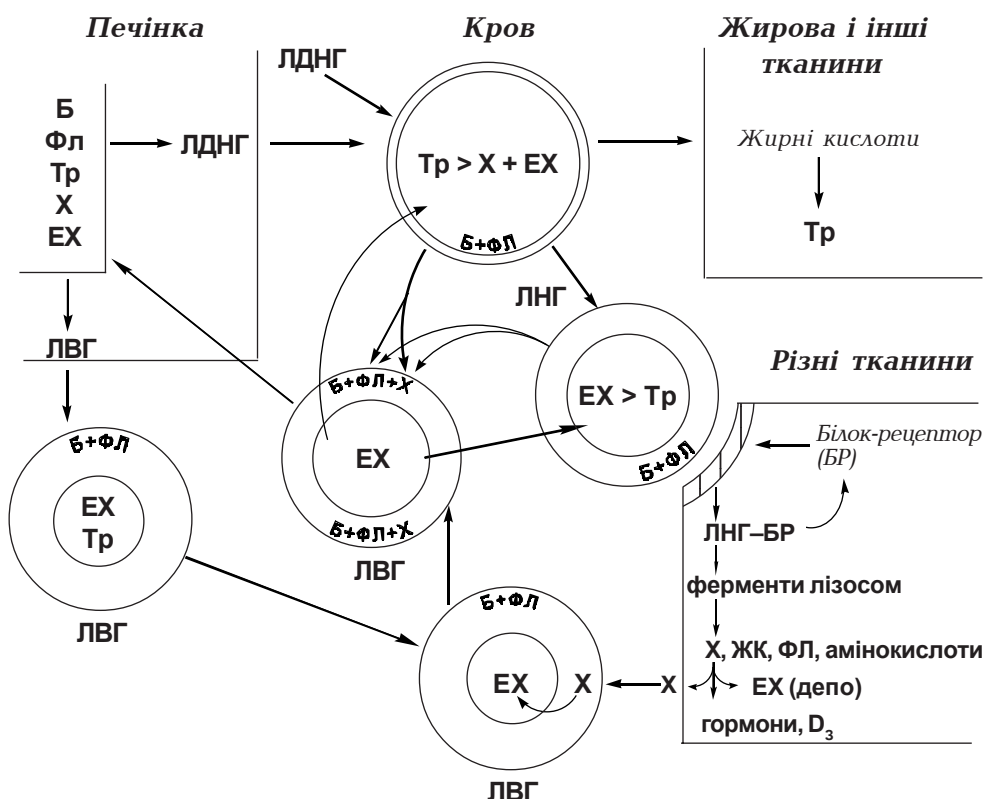 Печінка
Кров
Жирова і інші
тканини
ЛДНГ
Б
Фл
Тр
Х
ЕХ
ЛДНГ
Тр > Х + ЕХ
Б+ФЛ
Жирні кислоти
Тр
ЛНГ
ЛВГ
Різні тканини
Б+ФЛ+Х
ЕХ
Б+ФЛ+Х
ЛВГ
ЕХ > Тр
Б+ФЛ
Білок-рецептор
(БР)
Б+ФЛ
ЕХ
Тр
ЛВГ
ЛНГ–БР
ферменти лізосом
Х, ЖК, ФЛ, амінокислоти
Х
ЕХ (депо)
гормони, D₃
Б+ФЛ
ЕХ
Х
ЛВГ